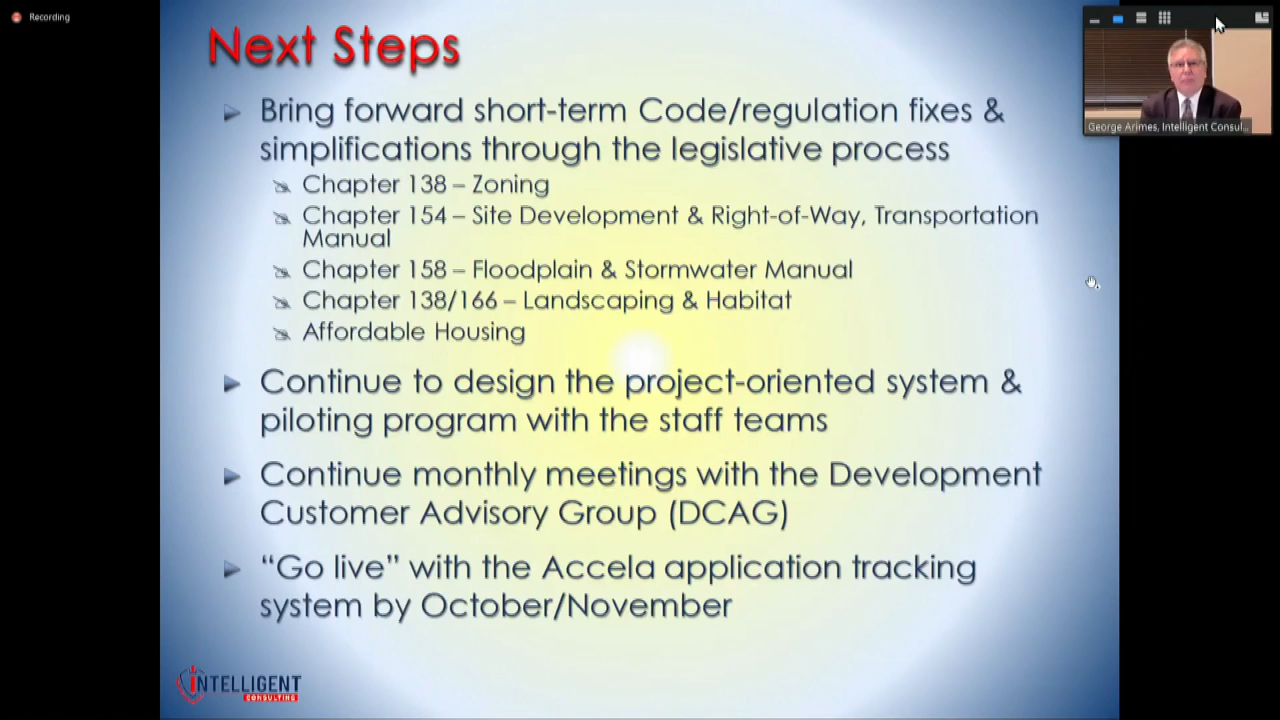 Recording
Next Steps
Bring forward short-term Code/regulation fixes &
simplifications through the legislative process
Chapter 138 – Zoning
Chapter 154 – Site Development & Right-of-Way, Transportation
Manual
Chapter 158 – Floodplain & Stormwater Manual
Chapter 138/166 – Landscaping & Habitat
Affordable Housing
Continue to design the project-oriented system &
piloting program with the staff teams
Continue monthly meetings with the Development
Customer Advisory Group (DCAG)
“Go live” with the Accela application tracking
system by October/November
INTELLIGENT
CONSULTING
George Arimes, Intelligent Consul...